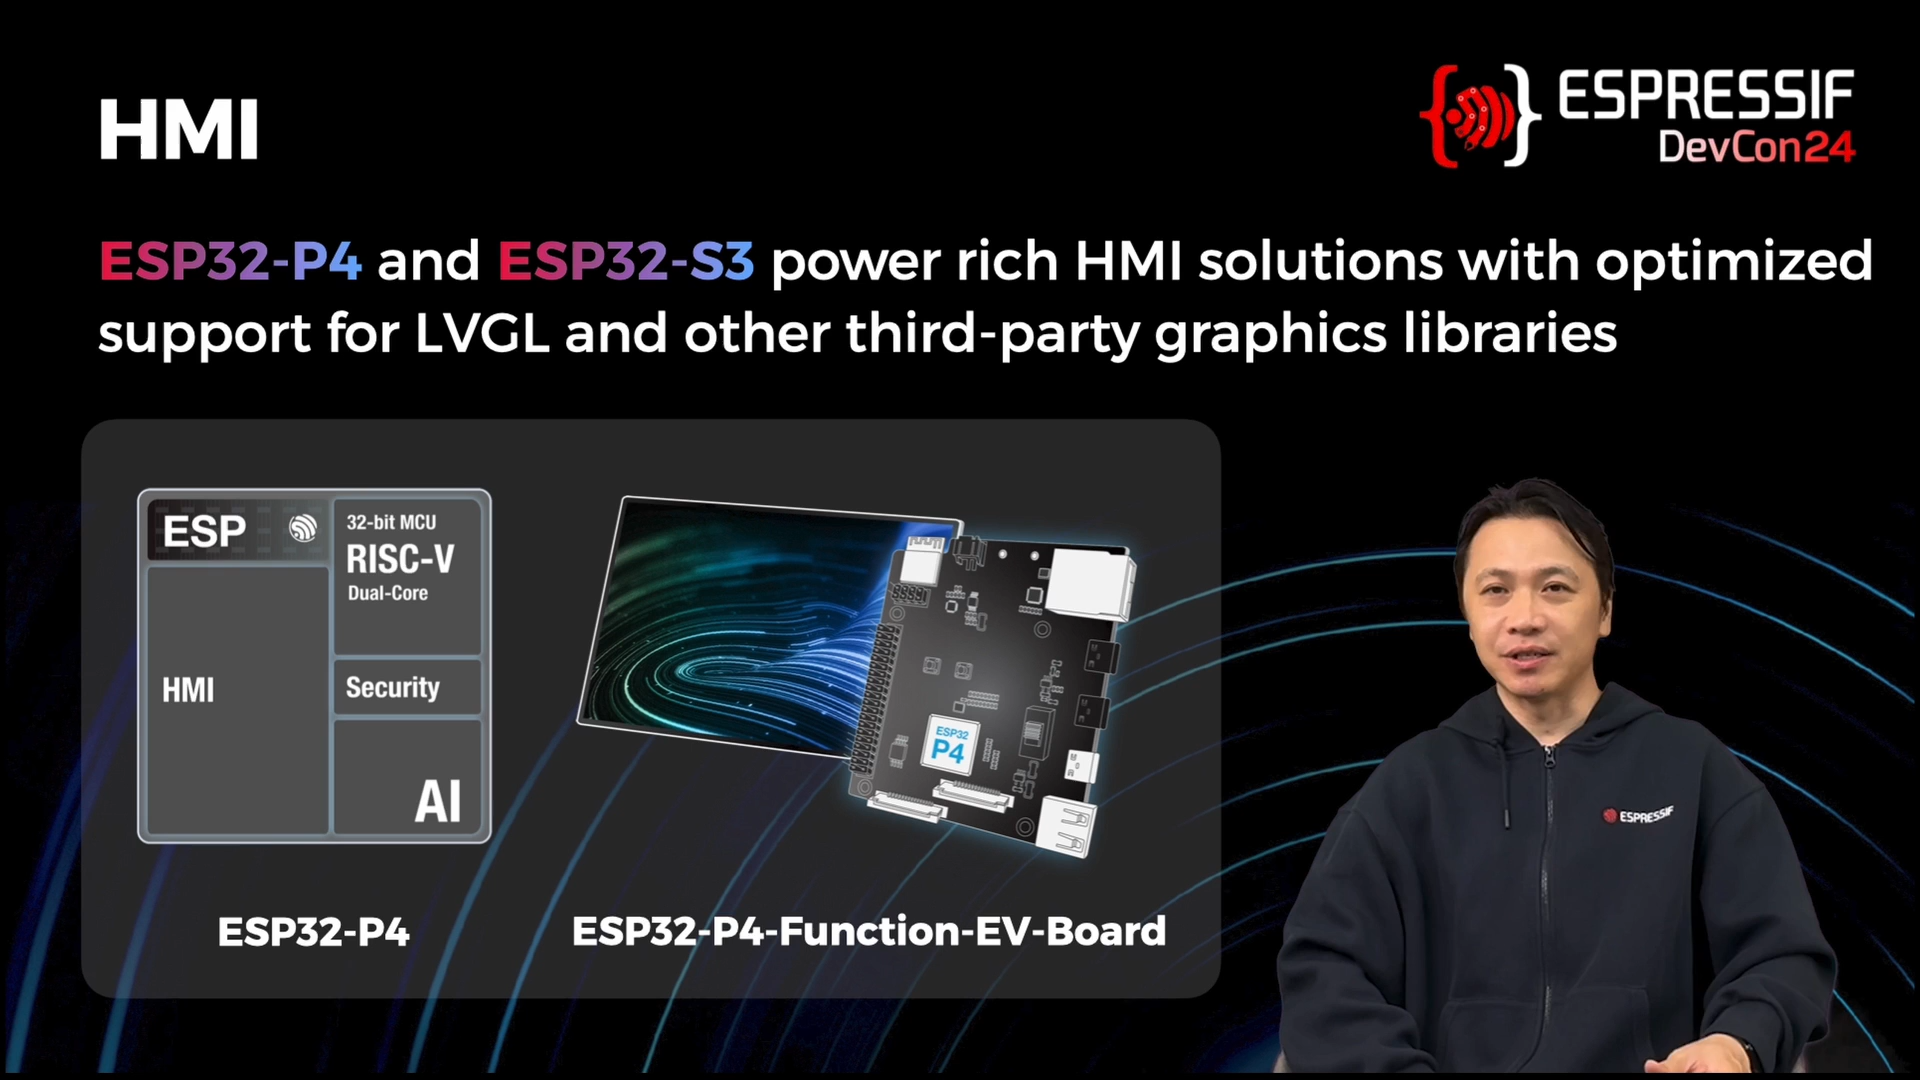 HMI
ESPRESSIF
DevCon24
ESP32-P4 and ESP32-S3 power rich HMI solutions with optimized
support for LVGL and other third-party graphics libraries
ESP
32-bit MCU
RISC-V
Dual-Core
HMI
Security
AI
ESP32
P4
ESPRESSIF
ESP32-P4
ESP32-P4-Function-EV-Board